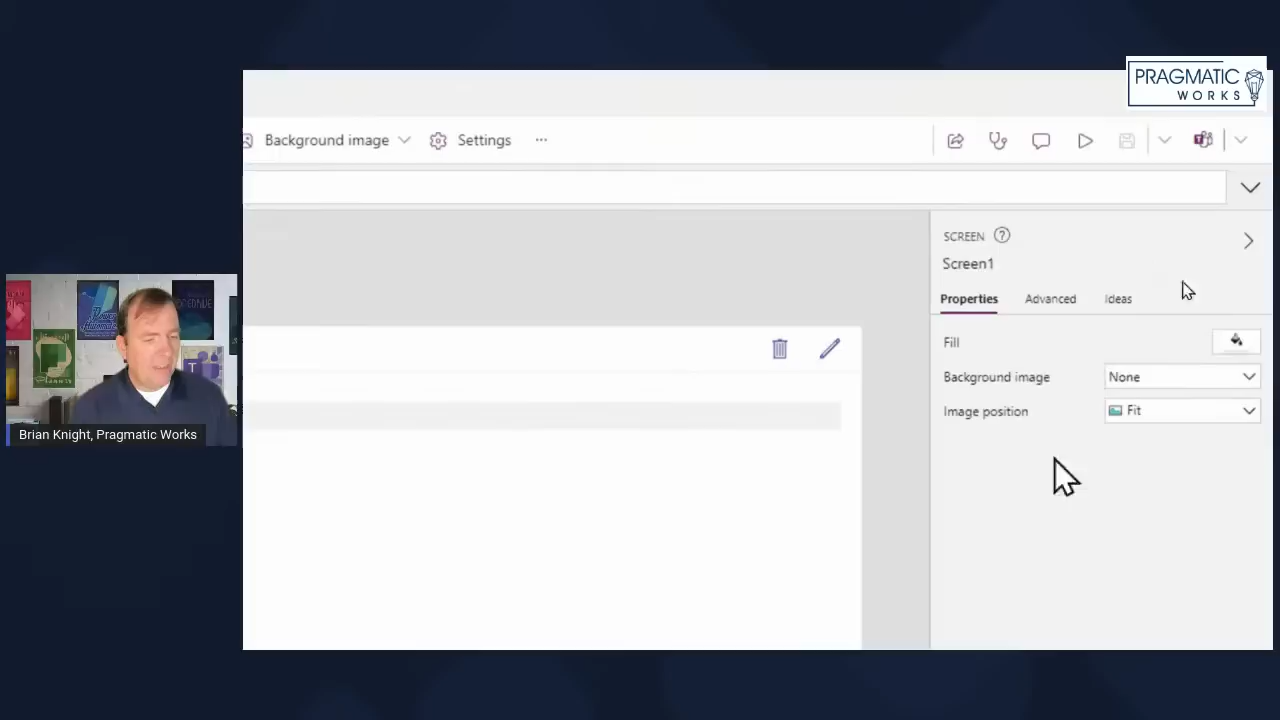 PRAGMATIC
WORKS
Background image
Settings
...
SCREEN
Screen1
Properties
Advanced
Ideas
Fill
Background image
None
Image position
Fit
Brian Knight, Pragmatic Works